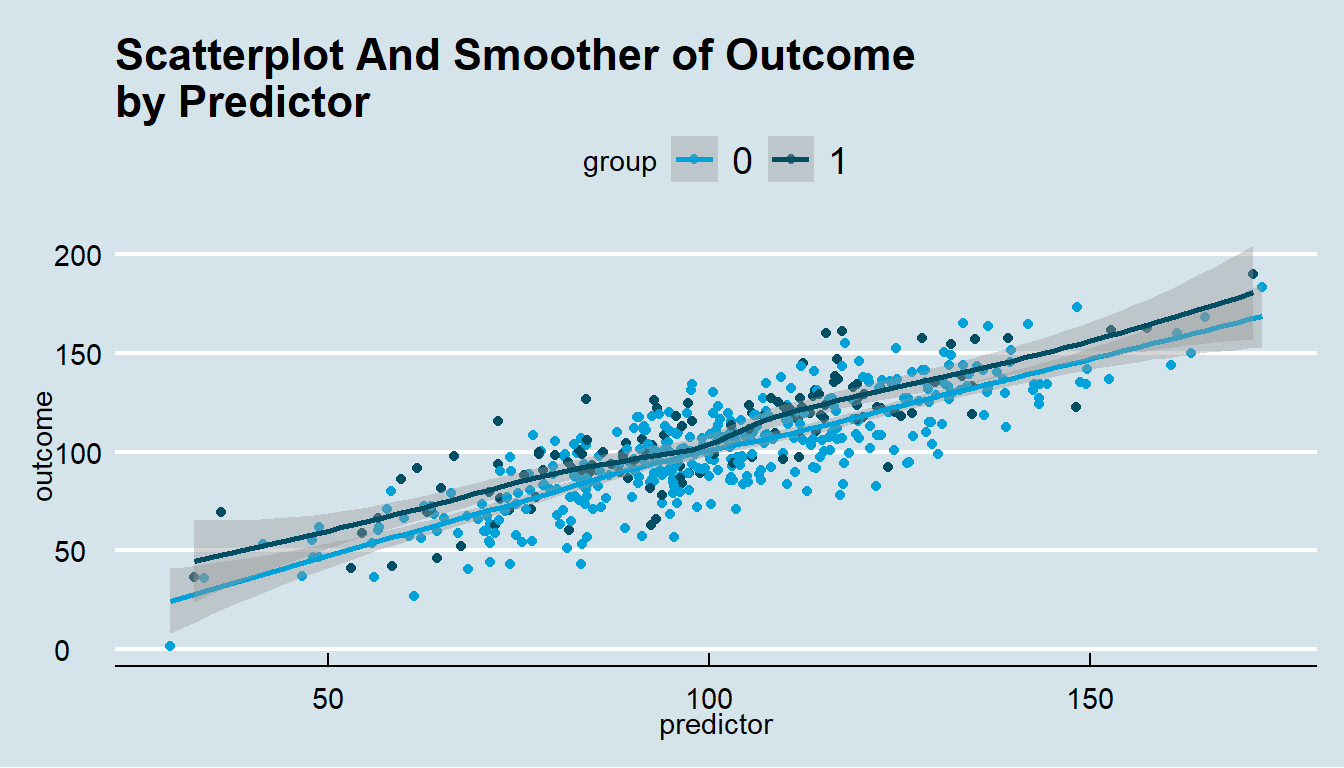 Scatterplot And Smoother of Outcome
by Predictor
group 0 1
200
150
100
50
0
outcome
50 100 150
predictor